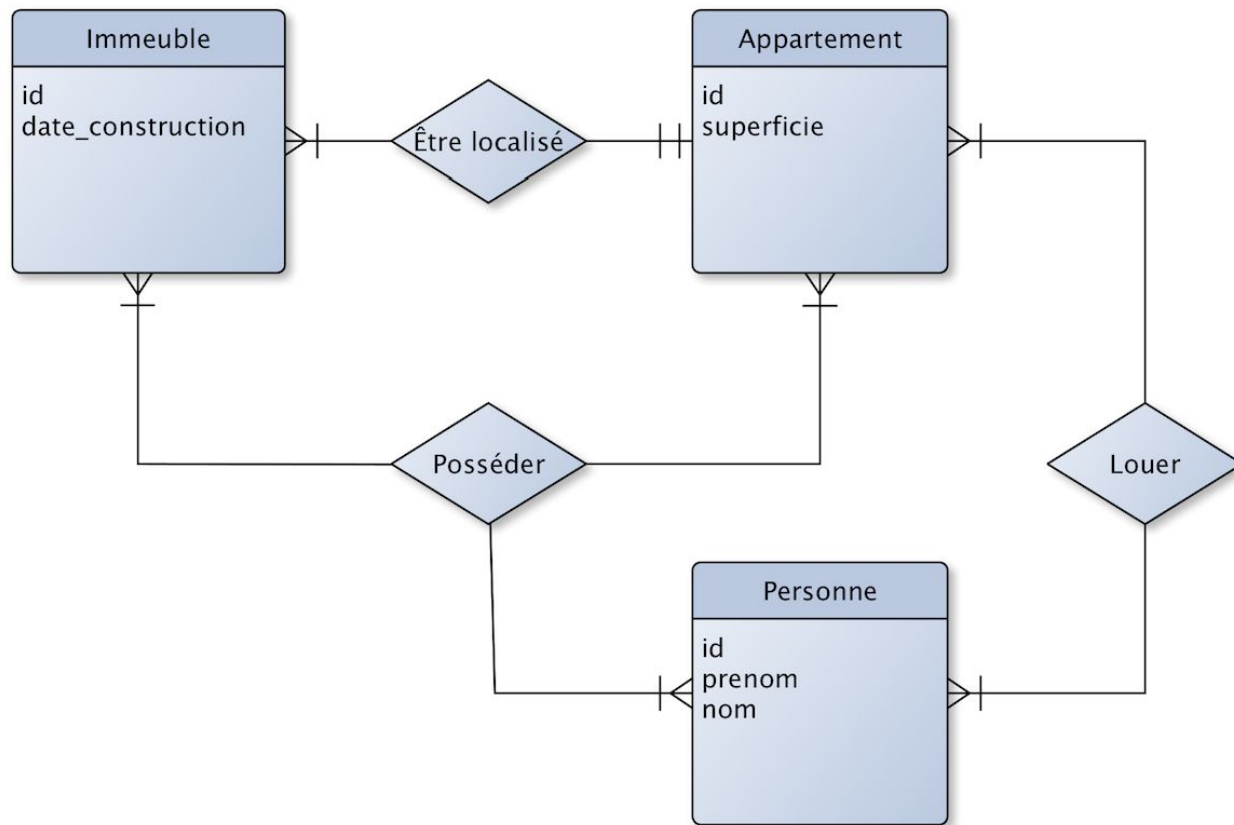 Immeuble
id
date_construction
Être localisé
Appartement
id
superficie
Posséder
Louer
Personne
id
prenom
nom